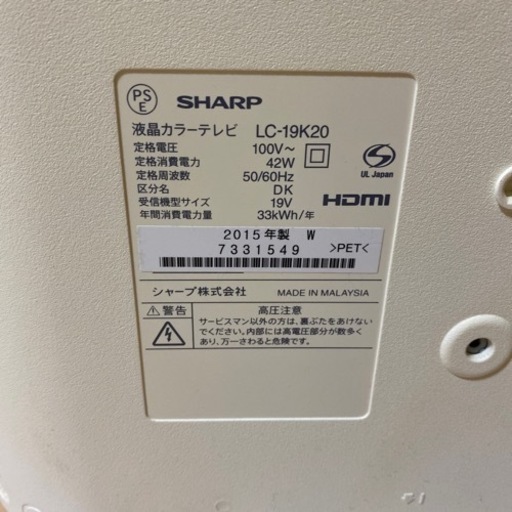 PS
E
SHARP
液晶カラーテレビ LC-19K20
定格電圧 100V～
定格消費電力 42W
定格周波数 50/60Hz
区分名 DK
受信機型サイズ 19V
年間消費電力量 33kWh/年
UL Japan
HDMI
2015年製 W
7331549
>PET<
シャープ株式会社 MADE IN MALAYSIA
警告 高圧注意
サービスマン以外の方は、裏ぶたをあけない
でください。内部には高電圧部分が数多く
あり、万一さわると危険です。